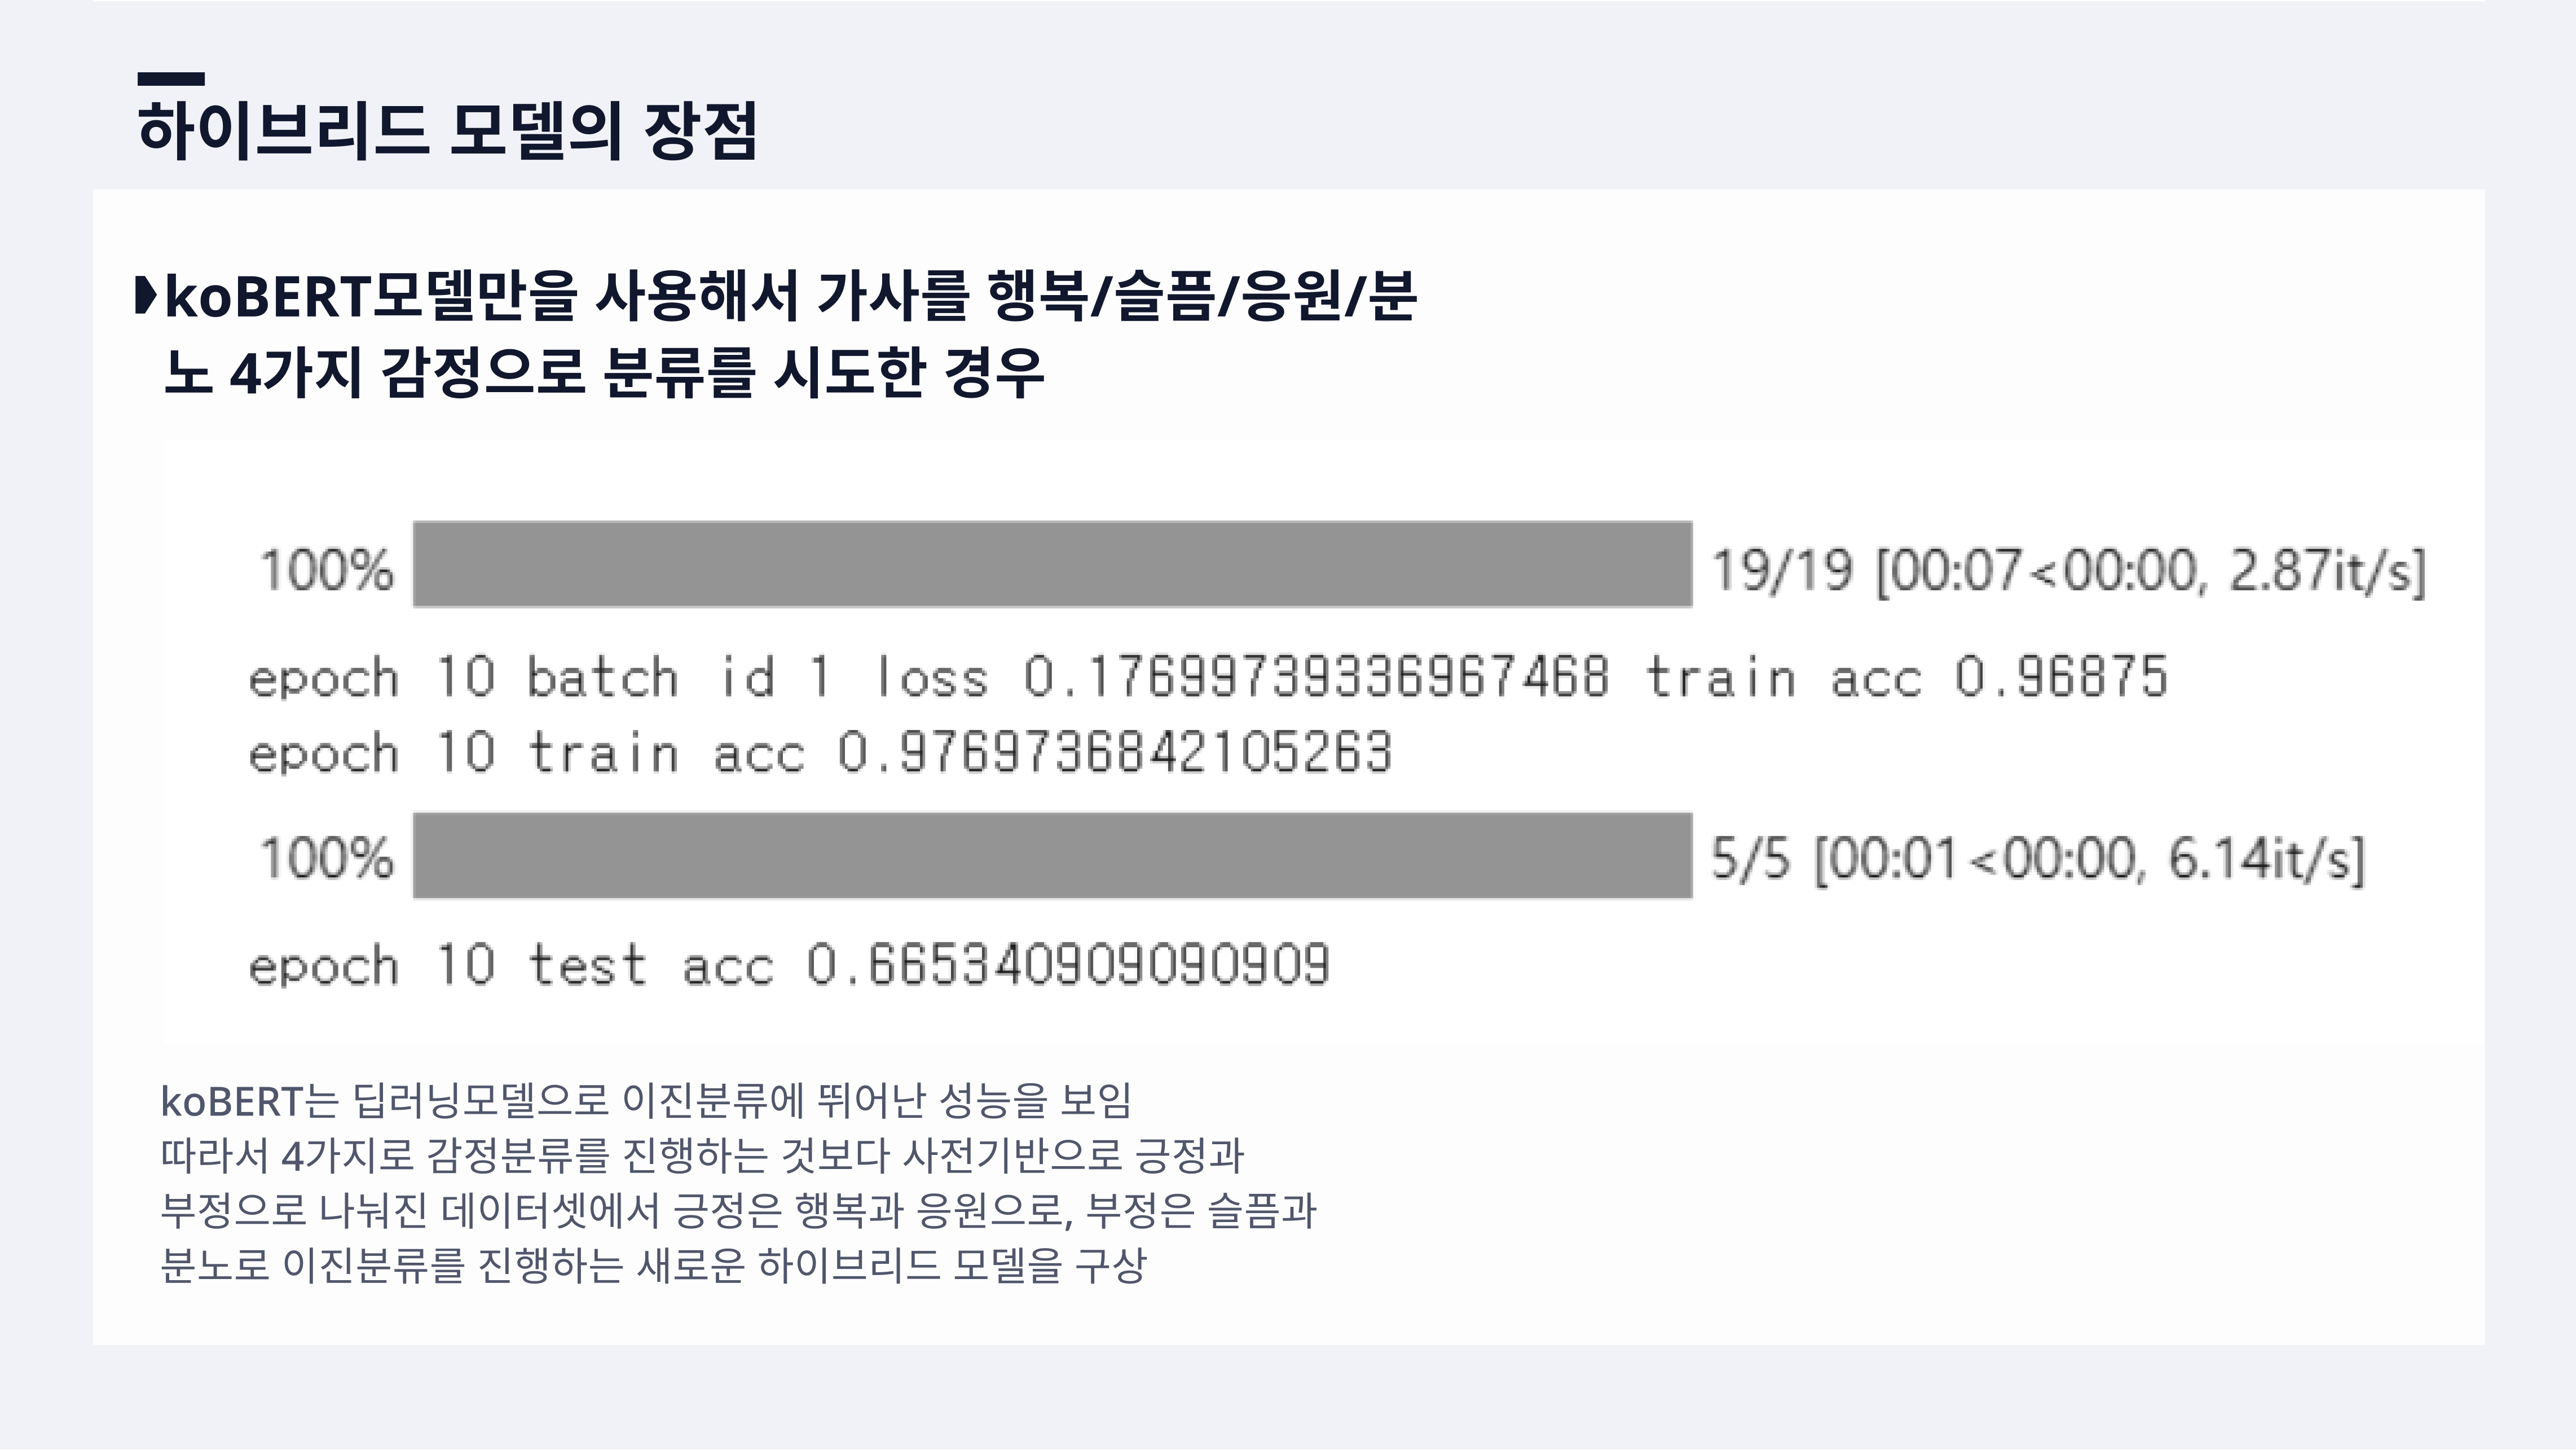 하이브리드 모델의 장점
koBERT모델만을 사용해서 가사를 행복/슬픔/응원/분
노 4가지 감정으로 분류를 시도한 경우
100% 19/19 [00:07<00:00, 2.87it/s]
epoch 10 batch id 1 loss 0.17699739336967468 train acc 0.96875
epoch 10 train acc 0.9769736842105263
100% 5/5 [00:01<00:00, 6.14it/s]
epoch 10 test acc 0.665340909090909
koBERT는 딥러닝모델으로 이진분류에 뛰어난 성능을 보임
따라서 4가지로 감정분류를 진행하는 것보다 사전기반으로 긍정과
부정으로 나눠진 데이터셋에서 긍정은 행복과 응원으로, 부정은 슬픔과
분노로 이진분류를 진행하는 새로운 하이브리드 모델을 구상